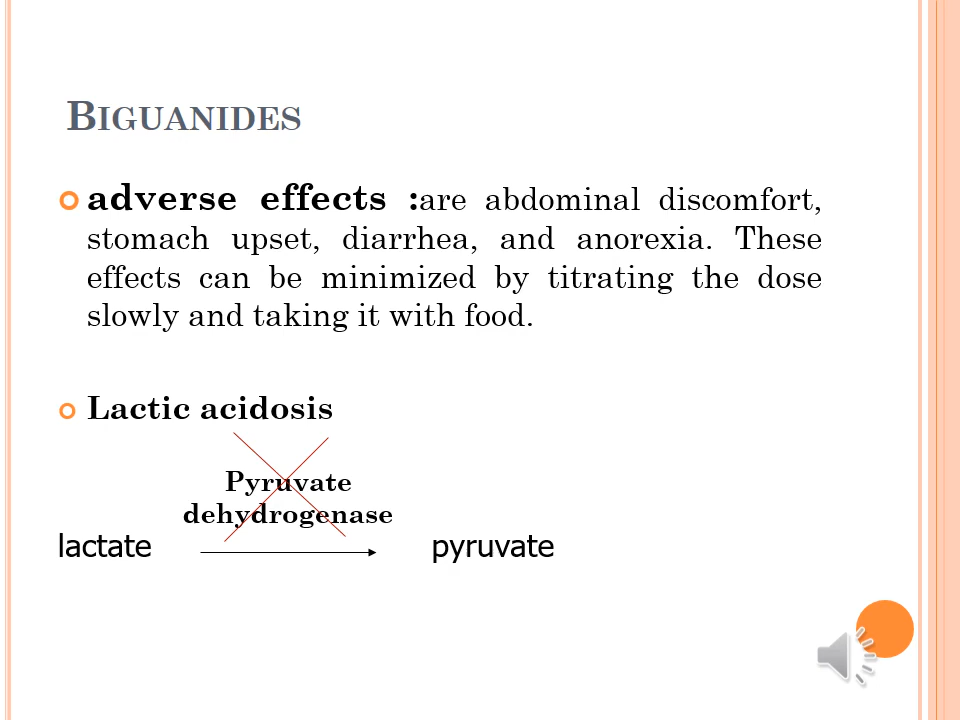 BIGUANIDES
adverse effects :are abdominal discomfort,
stomach upset, diarrhea, and anorexia. These
effects can be minimized by titrating the dose
slowly and taking it with food.
Lactic acidosis
Pyruvate
dehydrogenase
lactate pyruvate